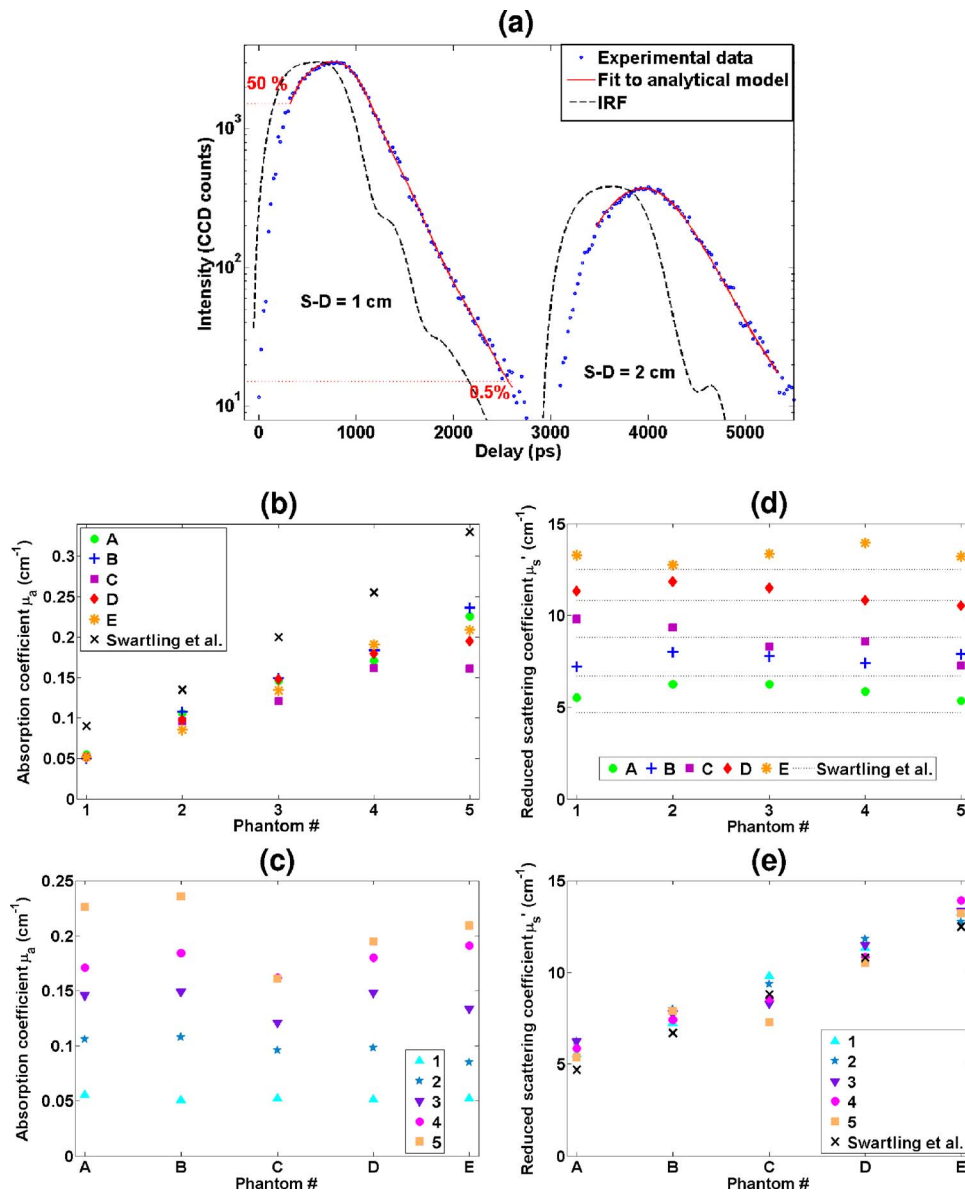 (a)
Experimental data
Fit to analytical model
IRF
50 %
0.5%
S-D = 1 cm
S-D = 2 cm
Intensity (CCD counts)
10³
10²
10¹
0 1000 2000 3000 4000 5000
Delay (ps)
(b)
A
B
C
D
E
Swartling et al.
Absorption coefficient μa (cm⁻¹)
0.3
0.25
0.2
0.15
0.1
0.05
0
1 2 3 4 5
Phantom #
(d)
Reduced scattering coefficient μs' (cm⁻¹)
15
10
5
0
A B C D E Swartling et al.
1 2 3 4 5
Phantom #
(c)
Absorption coefficient μa (cm⁻¹)
0.25
0.2
0.15
0.1
0.05
0
1
2
3
4
5
A B C D E
Phantom #
(e)
Reduced scattering coefficient μs' (cm⁻¹)
15
10
5
0
1
2
3
4
5
Swartling et al.
A B C D E
Phantom #